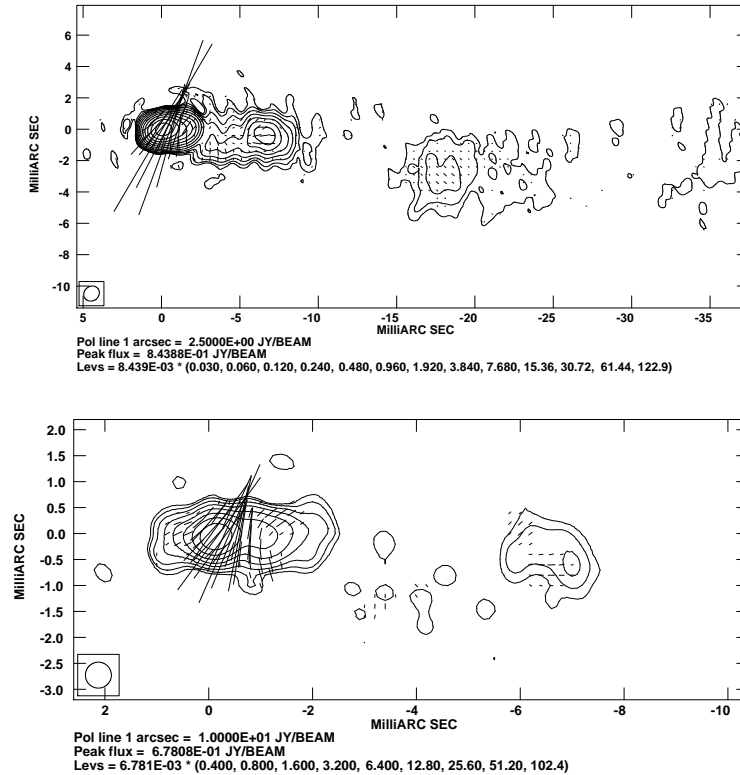 6
4
2
0
-2
-4
-6
-8
-10
MilliARC SEC
5 0 -5 -10 -15 -20 -25 -30 -35
MilliARC SEC
Pol line 1 arcsec = 2.5000E+00 JY/BEAM
Peak flux = 8.4388E-01 JY/BEAM
Levs = 8.439E-03 * (0.030, 0.060, 0.120, 0.240, 0.480, 0.960, 1.920, 3.840, 7.680, 15.36, 30.72, 61.44, 122.9)
2.0
1.5
1.0
0.5
0.0
-0.5
-1.0
-1.5
-2.0
-2.5
-3.0
MilliARC SEC
2 0 -2 -4 -6 -8 -10
MilliARC SEC
Pol line 1 arcsec = 1.0000E+01 JY/BEAM
Peak flux = 6.7808E-01 JY/BEAM
Levs = 6.781E-03 * (0.400, 0.800, 1.600, 3.200, 6.400, 12.80, 25.60, 51.20, 102.4)